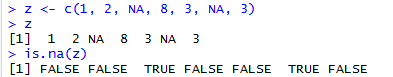 > z <- c(1, 2, NA, 8, 3, NA, 3)
> z
[1]  1  2 NA  8  3 NA  3
> is.na(z)
[1] FALSE FALSE  TRUE FALSE FALSE  TRUE FALSE